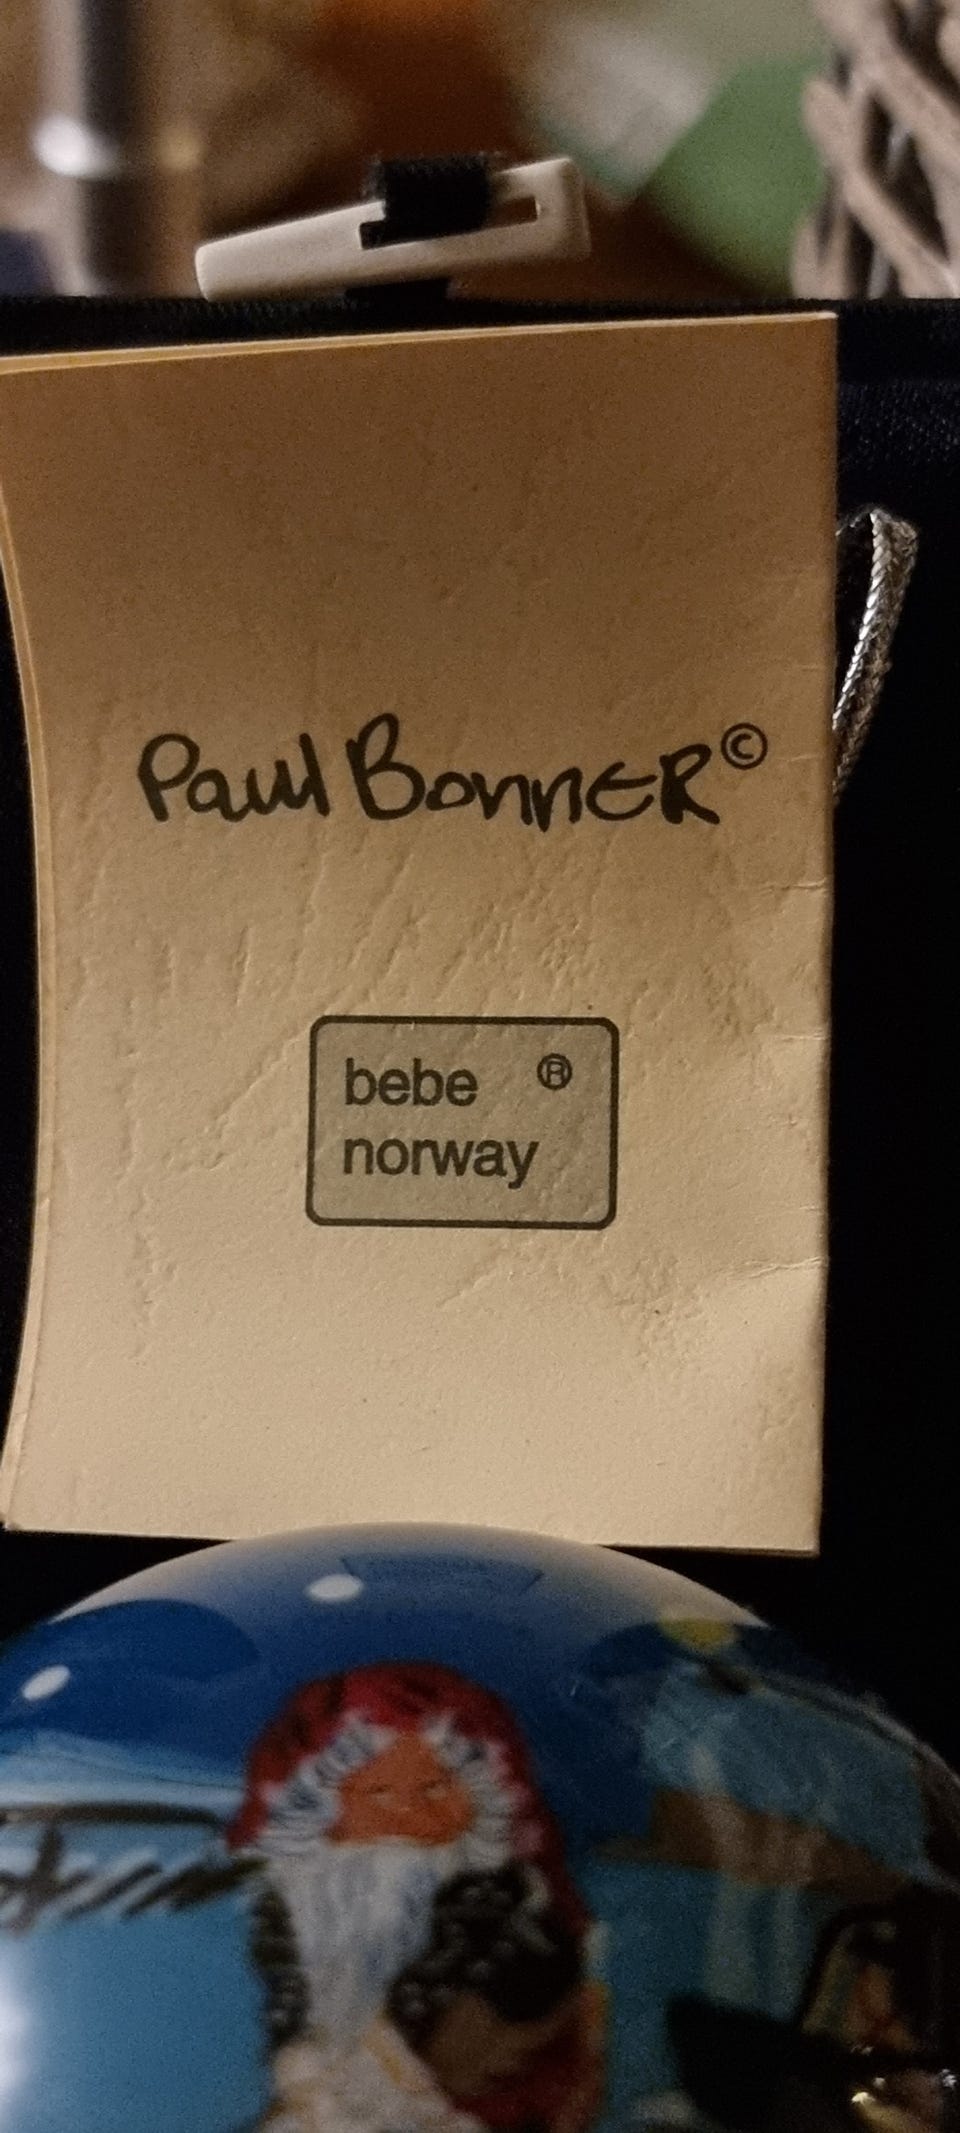 Paul Bonner ©
bebe ®
norway